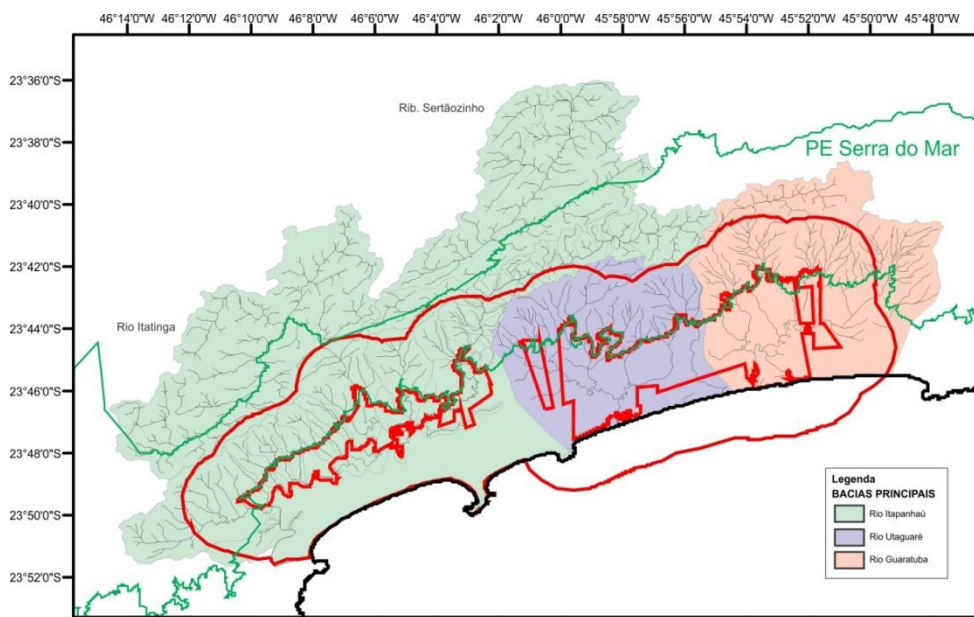 46°14'0"W 46°12'0"W 46°10'0"W 46°8'0"W 46°6'0"W 46°4'0"W 46°2'0"W 46°0'0"W 45°58'0"W 45°56'0"W 45°54'0"W 45°52'0"W 45°50'0"W 45°48'0"W
23°36'0"S
Rib. Sertãozinho
23°38'0"S
PE Serra do Mar
23°40'0"S
23°42'0"S
Rio Itatinga
23°44'0"S
23°46'0"S
23°48'0"S
23°50'0"S
23°52'0"S
Legenda
BACIAS PRINCIPAIS
Rio Itapanhaú
Rio Utaguaré
Rio Guaratuba